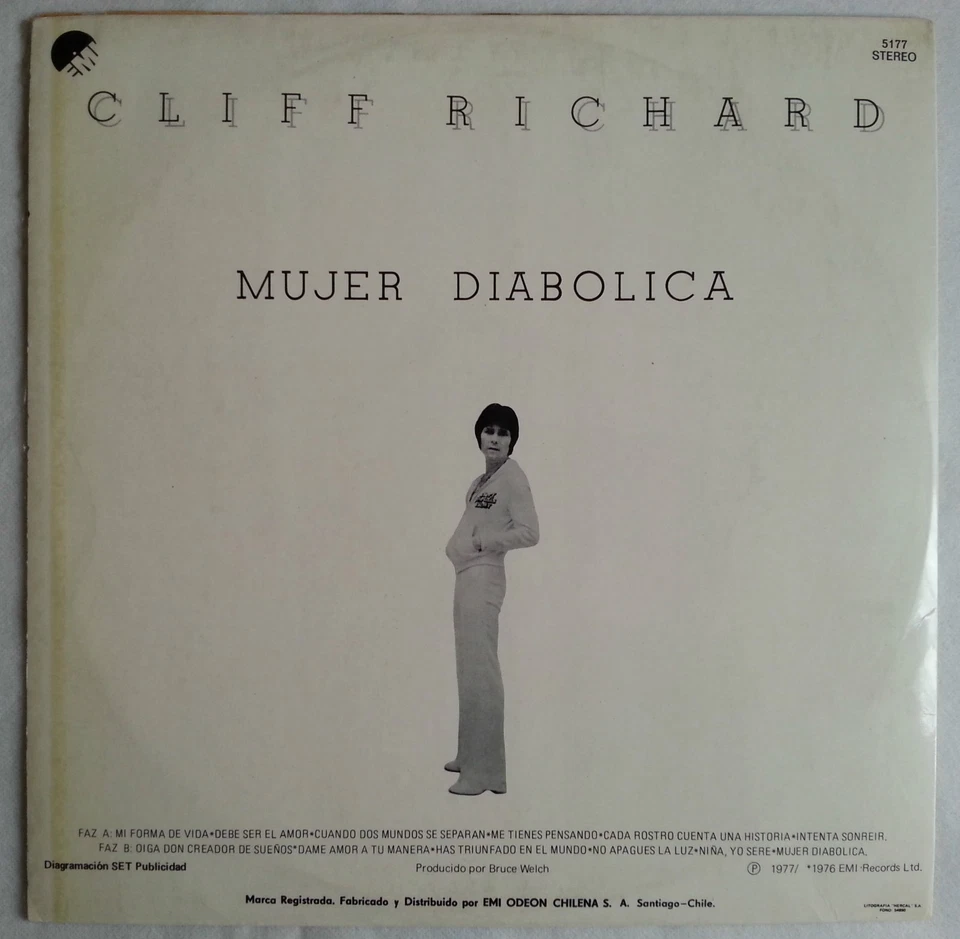 EMI
5177
STEREO
CLIFF RICHARD
MUJER DIABOLICA
FAZ A: MI FORMA DE VIDA•DEBE SER EL AMOR•CUANDO DOS MUNDOS SE SEPARAN•ME TIENES PENSANDO•CADA ROSTRO CUENTA UNA HISTORIA•INTENTA SONREIR.
FAZ B: OIGA DON CREADOR DE SUEÑOS*DAME AMOR A TU MANERA•HAS TRIUNFADO EN EL MUNDO•NO APAGUES LA LUZ•NIÑA, YO SERE•MUJER DIABOLICA.
Diagramación SET Publicidad
Producido por Bruce Welch
Ⓟ 1977/ *1976 EMI Records Ltd.
Marca Registrada. Fabricado y Distribuido por EMI ODEON CHILENA S. A. Santiago-Chile.
LITOGRAFIA "HERCAL" S.A.